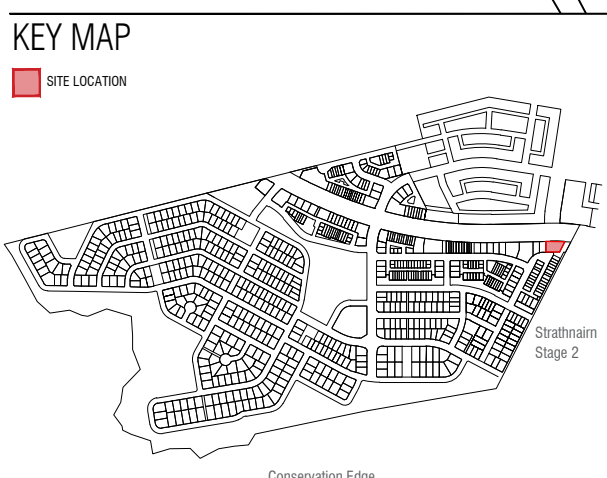 KEY MAP
SITE LOCATION
Strathnairn
Stage 2
Conservation Edge